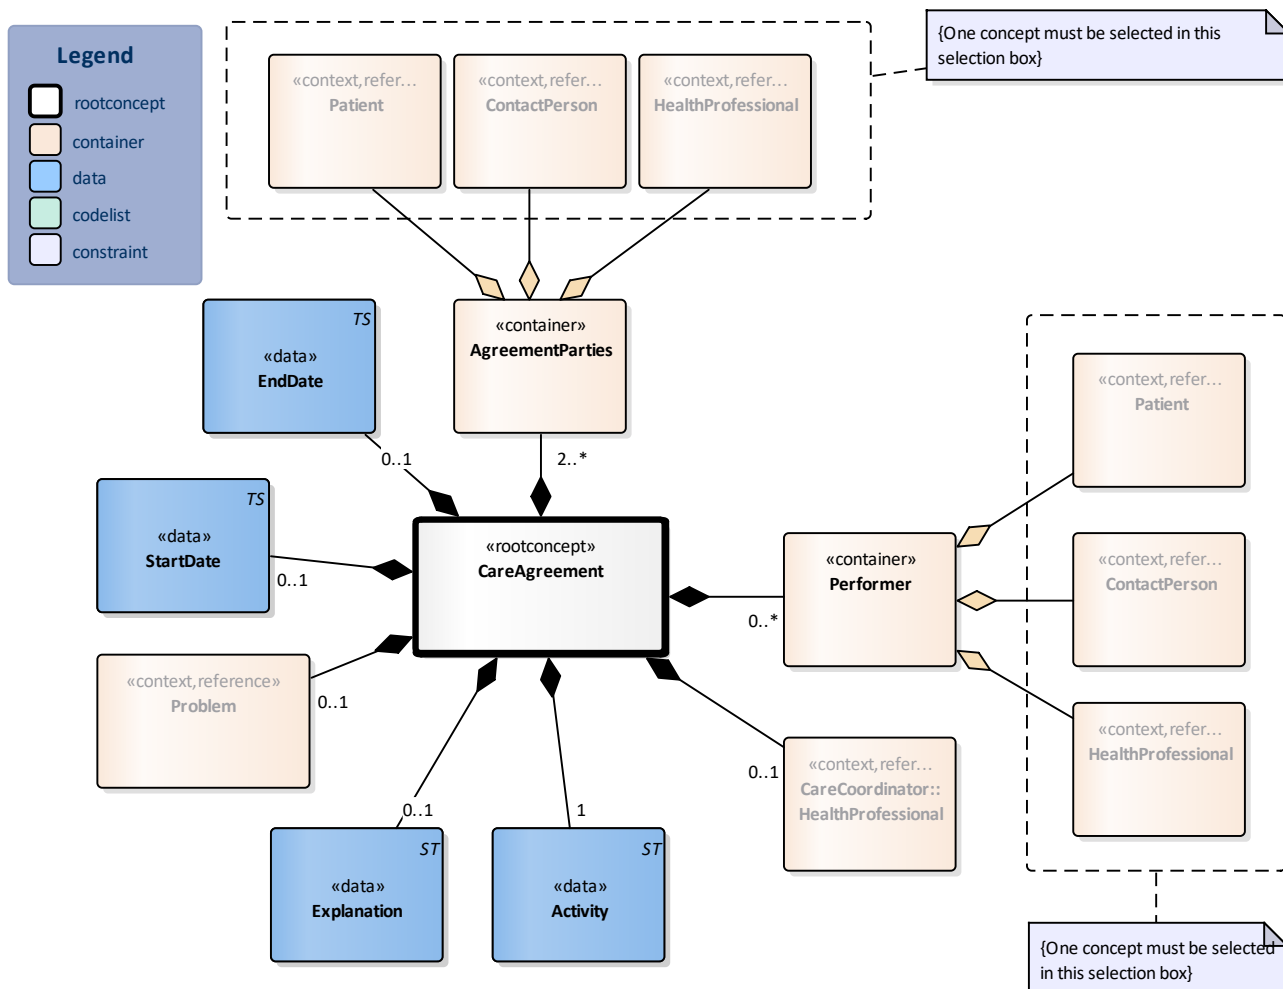 Legend
rootconcept
container
data
codelist
constraint
{One concept must be selected in this
selection box}
«context,refer...
Patient
«context,refer...
ContactPerson
«context,refer...
HealthProfessional
TS
«data»
EndDate
0..1
«container»
AgreementParties
2..*
TS
«data»
StartDate
0..1
«rootconcept»
CareAgreement
«container»
Performer
0..*
«context,refer...
Patient
«context,refer...
ContactPerson
«context,refer...
HealthProfessional
«context,reference»
Problem
0..1
0..1
ST
«data»
Explanation
1
ST
«data»
Activity
0..1
«context,refer...
CareCoordinator::
HealthProfessional
{One concept must be selected
in this selection box}